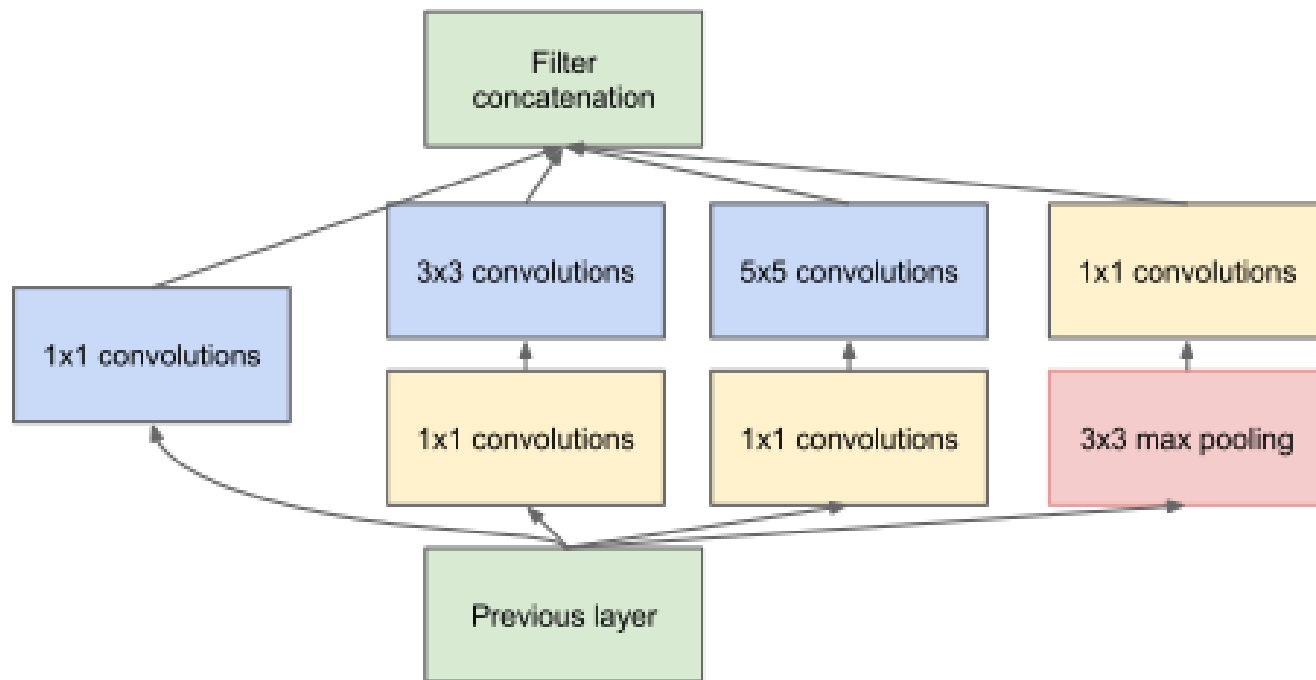 Filter
concatenation
3x3 convolutions
5x5 convolutions
1x1 convolutions
1x1 convolutions
1x1 convolutions
1x1 convolutions
3x3 max pooling
Previous layer